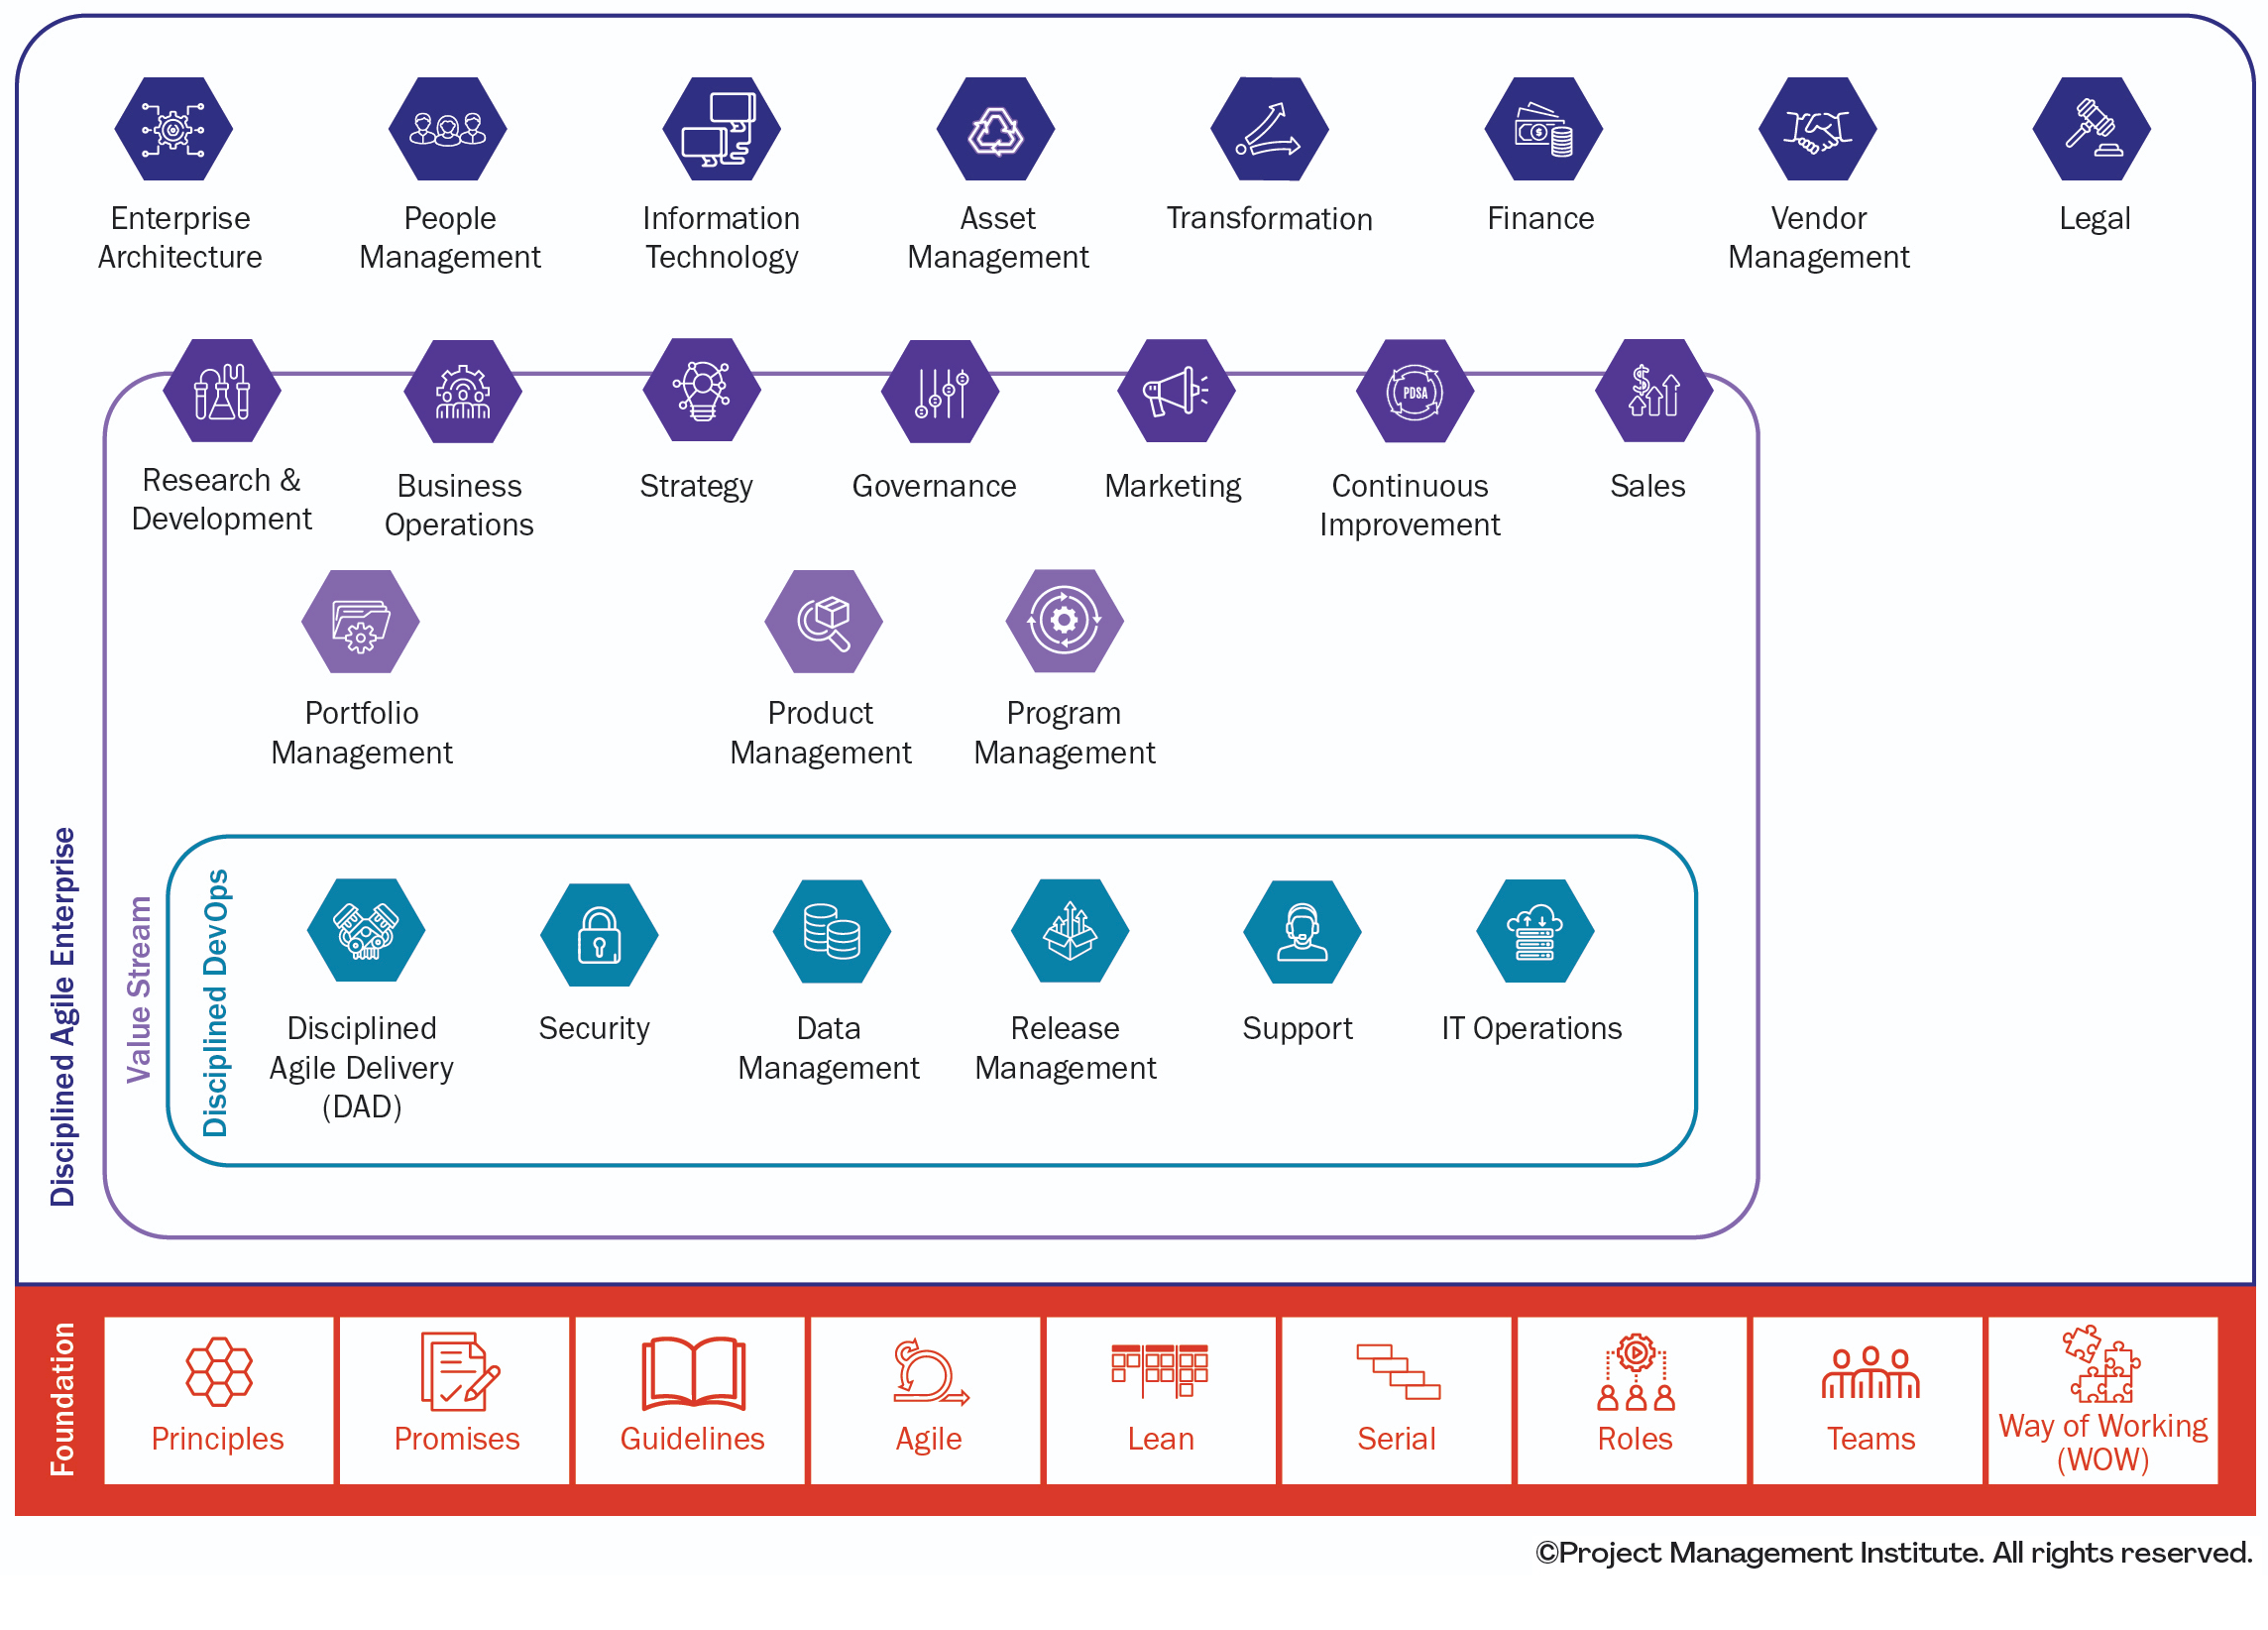 Enterprise
Architecture
People
Management
Information
Technology
Asset
Management
Transformation
Finance
Vendor
Management
Legal
PDSA
Research &
Development
Business
Operations
Strategy
Governance
Marketing
Continuous
Improvement
Sales
Portfolio
Management
Product
Management
Program
Management
Disciplined Agile Enterprise
Value Stream
Disciplined DevOps
Disciplined
Agile Delivery
(DAD)
Security
Data
Management
Release
Management
Support
IT Operations
Foundation
Principles
Promises
Guidelines
Agile
Lean
Serial
Roles
Teams
Way of Working
(WOW)
©Project Management Institute. All rights reserved.